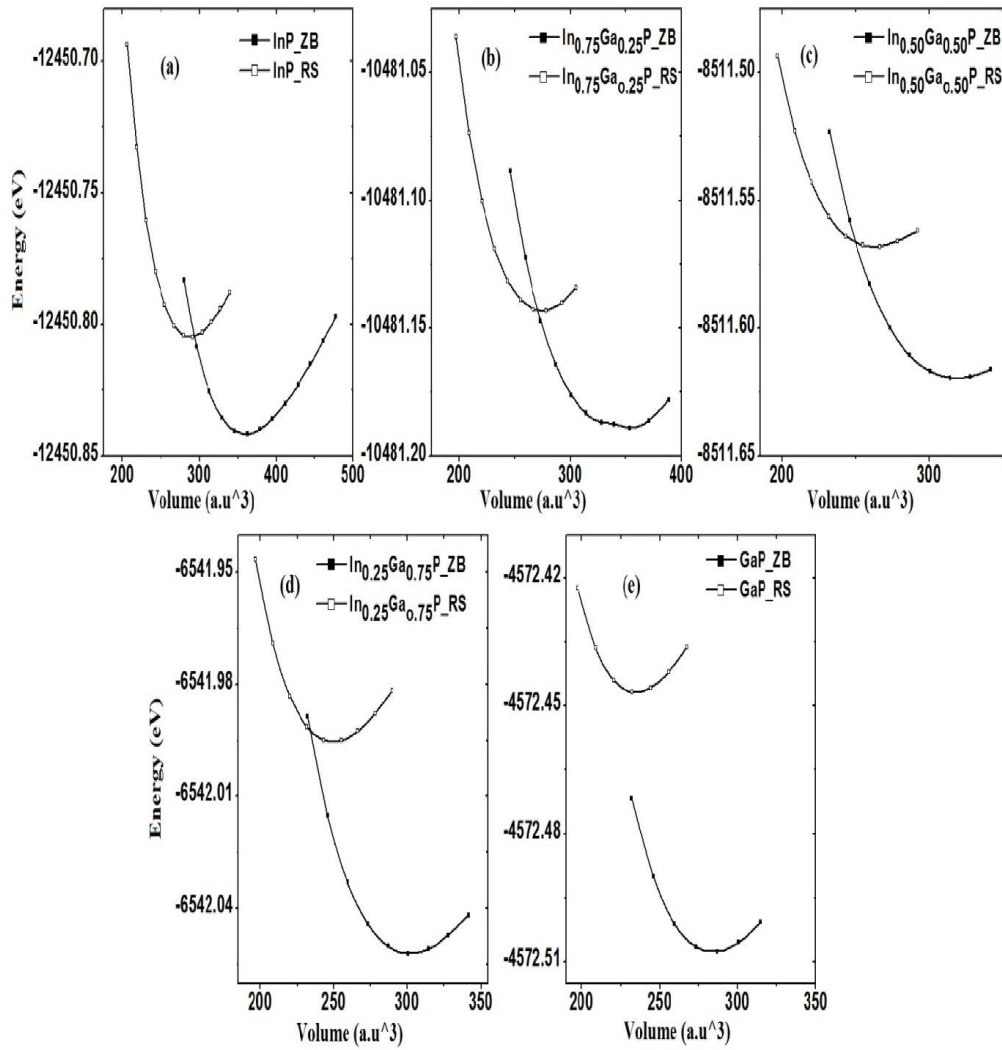 (a)
InP_ZB
InP_RS
-12450.70
-12450.75
-12450.80
-12450.85
Energy (eV)
200 300 400 500
Volume (a.u^3)
(b)
In0.75Ga0.25P_ZB
In0.75Gao.25P_RS
-10481.05
-10481.10
-10481.15
-10481.20
200 300 400
Volume (a.u^3)
(c)
In0.50Ga0.50P_ZB
In0.50Gao.50P_RS
-8511.50
-8511.55
-8511.60
-8511.65
200 300
Volume (a.u^3)
(d)
In0.25Ga0.75P_ZB
In0.25Gao.75P_RS
-6541.95
-6541.98
-6542.01
-6542.04
Energy (eV)
200 250 300 350
Volume (a.u^3)
(e)
GaP_ZB
GaP_RS
-4572.42
-4572.45
-4572.48
-4572.51
200 250 300 350
Volume (a.u^3)